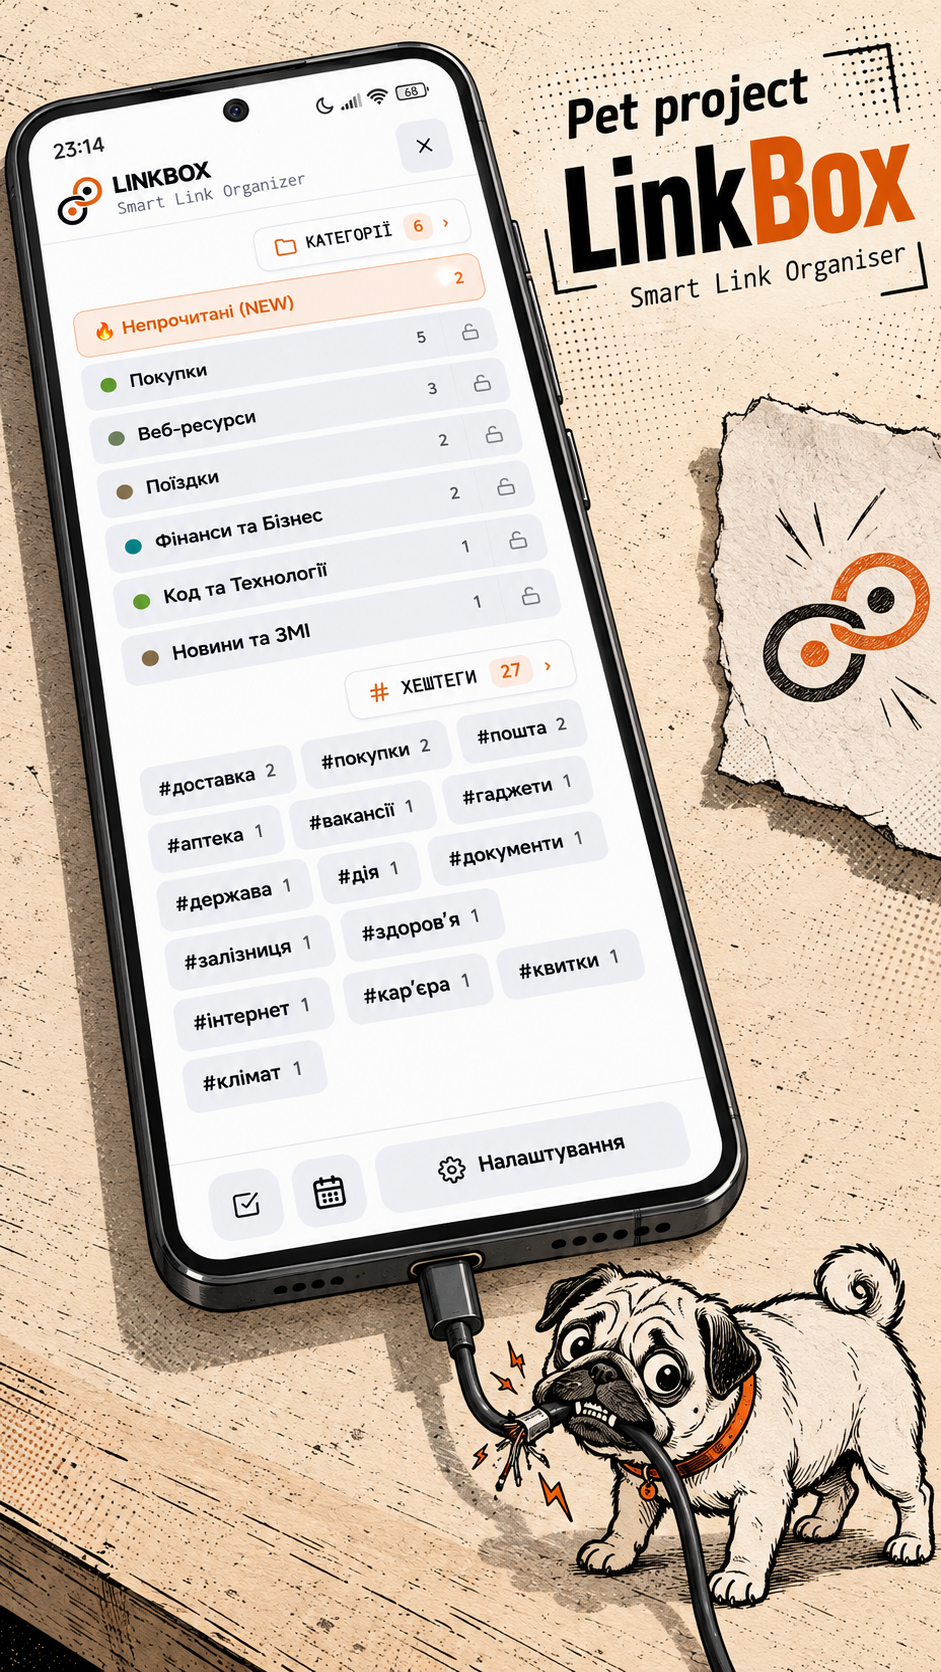 Pet project
LinkBox
Smart Link Organiser
23:14
68
LINKBOX
Smart Link Organizer
КАТЕГОРІЇ 6
Непрочитані (NEW) 2
Покупки 5
Веб-ресурси 3
Поїздки 2
Фінанси та Бізнес 2
Код та Технології 1
Новини та ЗМІ 1
# ХЕШТЕГИ 27
#доставка 2 #покупки 2 #пошта 2
#аптека 1 #вакансії 1 #гаджети 1
#держава 1 #дія 1 #документи 1
#залізниця 1 #здоров'я 1
#інтернет 1 #кар'єра 1 #квитки 1
#клімат 1
Налаштування